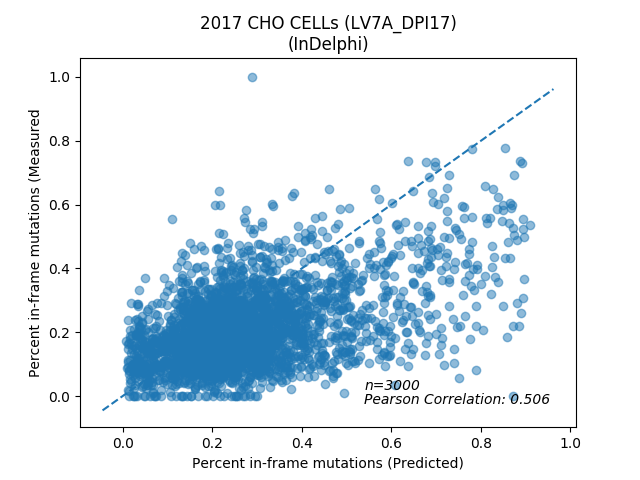 2017 CHO CELLs (LV7A_DPI17)
(InDelphi)
Percent in-frame mutations (Measured
1.0
0.8
0.6
0.4
0.2
0.0
n=3000
Pearson Correlation: 0.506
0.0 0.2 0.4 0.6 0.8 1.0
Percent in-frame mutations (Predicted)